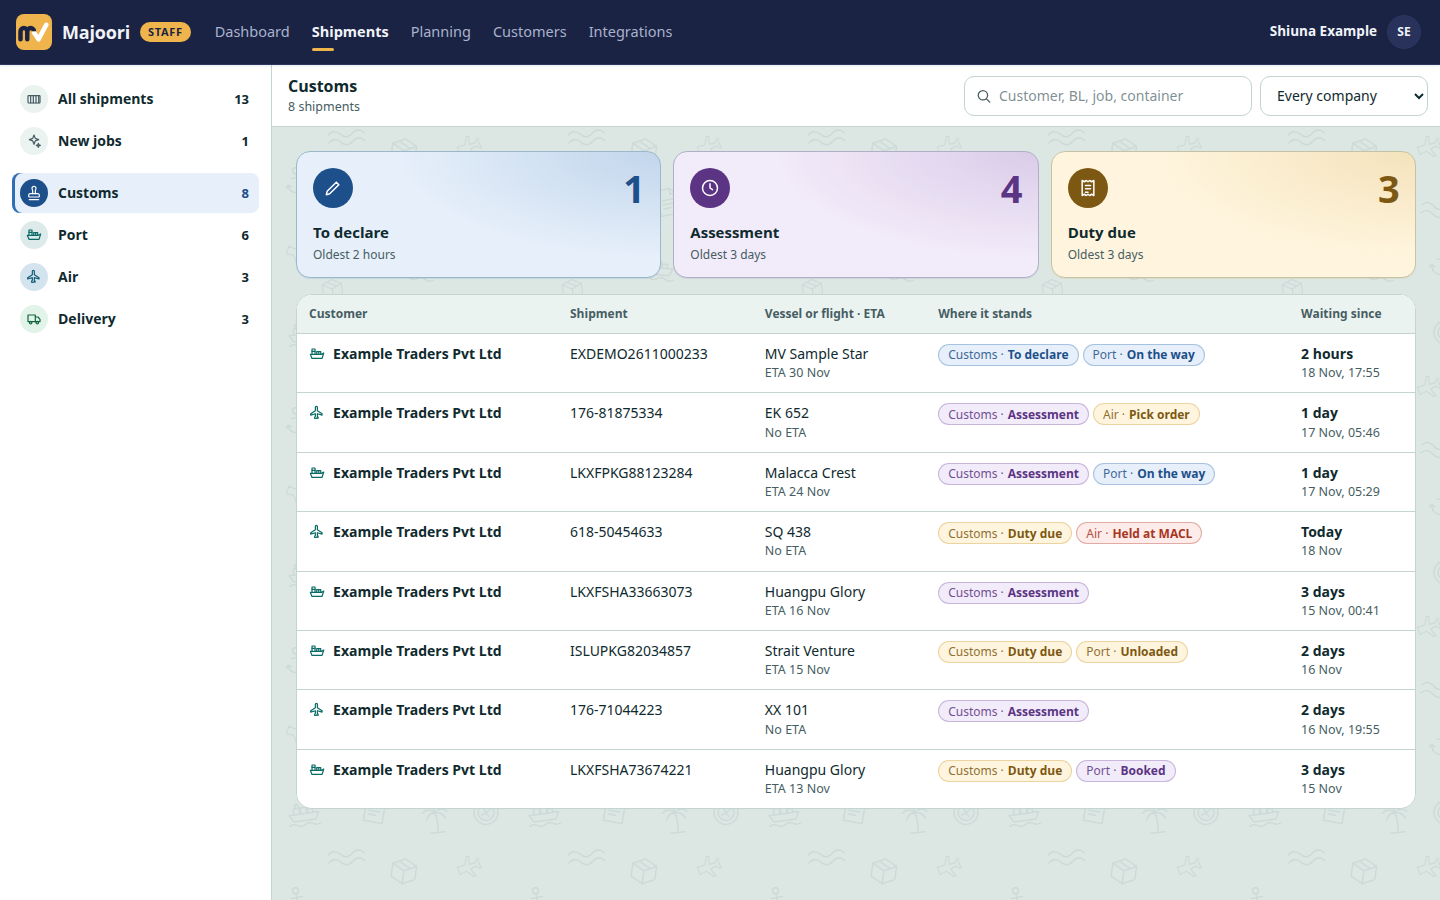 Majoori STAFF Dashboard Shipments Planning Customers Integrations Shiuna Example SE
All shipments 13
New jobs 1
Customs 8
Port 6
Air 3
Delivery 3
Customs
8 shipments
Customer, BL, job, container
Every company
1
To declare
Oldest 2 hours
4
Assessment
Oldest 3 days
3
Duty due
Oldest 3 days
Customer Shipment Vessel or flight · ETA Where it stands Waiting since
Example Traders Pvt Ltd EXDEMO2611000233 MV Sample Star Customs · To declare Port · On the way 2 hours
ETA 30 Nov 18 Nov, 17:55
Example Traders Pvt Ltd 176-81875334 EK 652 Customs · Assessment Air · Pick order 1 day
No ETA 17 Nov, 05:46
Example Traders Pvt Ltd LKXFPKG88123284 Malacca Crest Customs · Assessment Port · On the way 1 day
ETA 24 Nov 17 Nov, 05:29
Example Traders Pvt Ltd 618-50454633 SQ 438 Customs · Duty due Air · Held at MACL Today
No ETA 18 Nov
Example Traders Pvt Ltd LKXFSHA33663073 Huangpu Glory Customs · Assessment 3 days
ETA 16 Nov 15 Nov, 00:41
Example Traders Pvt Ltd ISLUPKG82034857 Strait Venture Customs · Duty due Port · Unloaded 2 days
ETA 15 Nov 16 Nov
Example Traders Pvt Ltd 176-71044223 XX 101 Customs · Assessment 2 days
No ETA 16 Nov, 19:55
Example Traders Pvt Ltd LKXFSHA73674221 Huangpu Glory Customs · Duty due Port · Booked 3 days
ETA 13 Nov 15 Nov